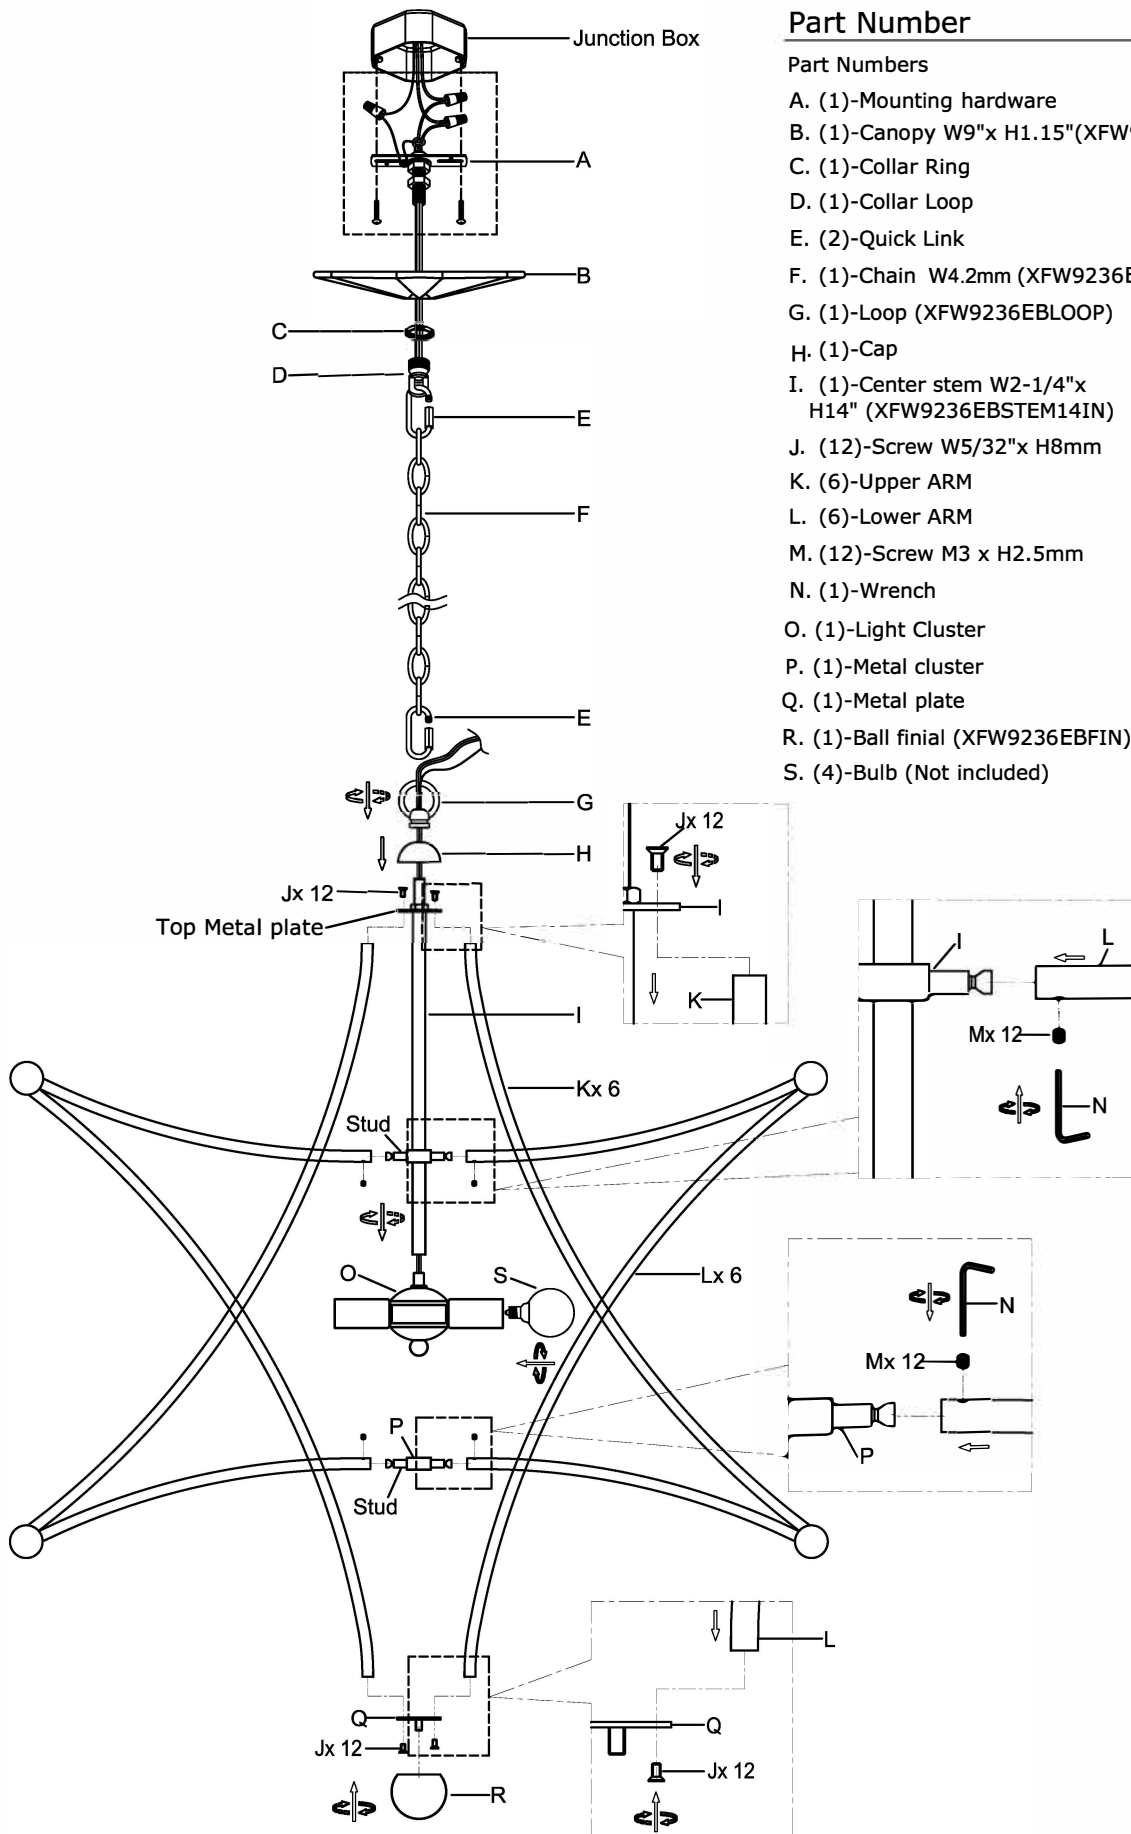 Part Number
Part Numbers
A. (1)-Mounting hardware
B. (1)-Canopy W9"x H1.15"(XFW9
C. (1)-Collar Ring
D. (1)-Collar Loop
E. (2)-Quick Link
F. (1)-Chain W4.2mm (XFW9236E
G. (1)-Loop (XFW9236EBLOOP)
H. (1)-Cap
I. (1)-Center stem W2-1/4"x
H14" (XFW9236EBSTEM14IN)
J. (12)-Screw W5/32"x H8mm
K. (6)-Upper ARM
L. (6)-Lower ARM
M. (12)-Screw M3 x H2.5mm
N. (1)-Wrench
O. (1)-Light Cluster
P. (1)-Metal cluster
Q. (1)-Metal plate
R. (1)-Ball finial (XFW9236EBFIN)
S. (4)-Bulb (Not included)
Junction Box
A
B
C
D
E
F
E
G
H
Jx 12
Top Metal plate
I
Kx 6
Stud
O
S
Lx 6
P
Stud
Q
Jx 12
R
Jx 12
I
K
I
L
Mx 12
N
N
Mx 12
P
L
Q
Jx 12